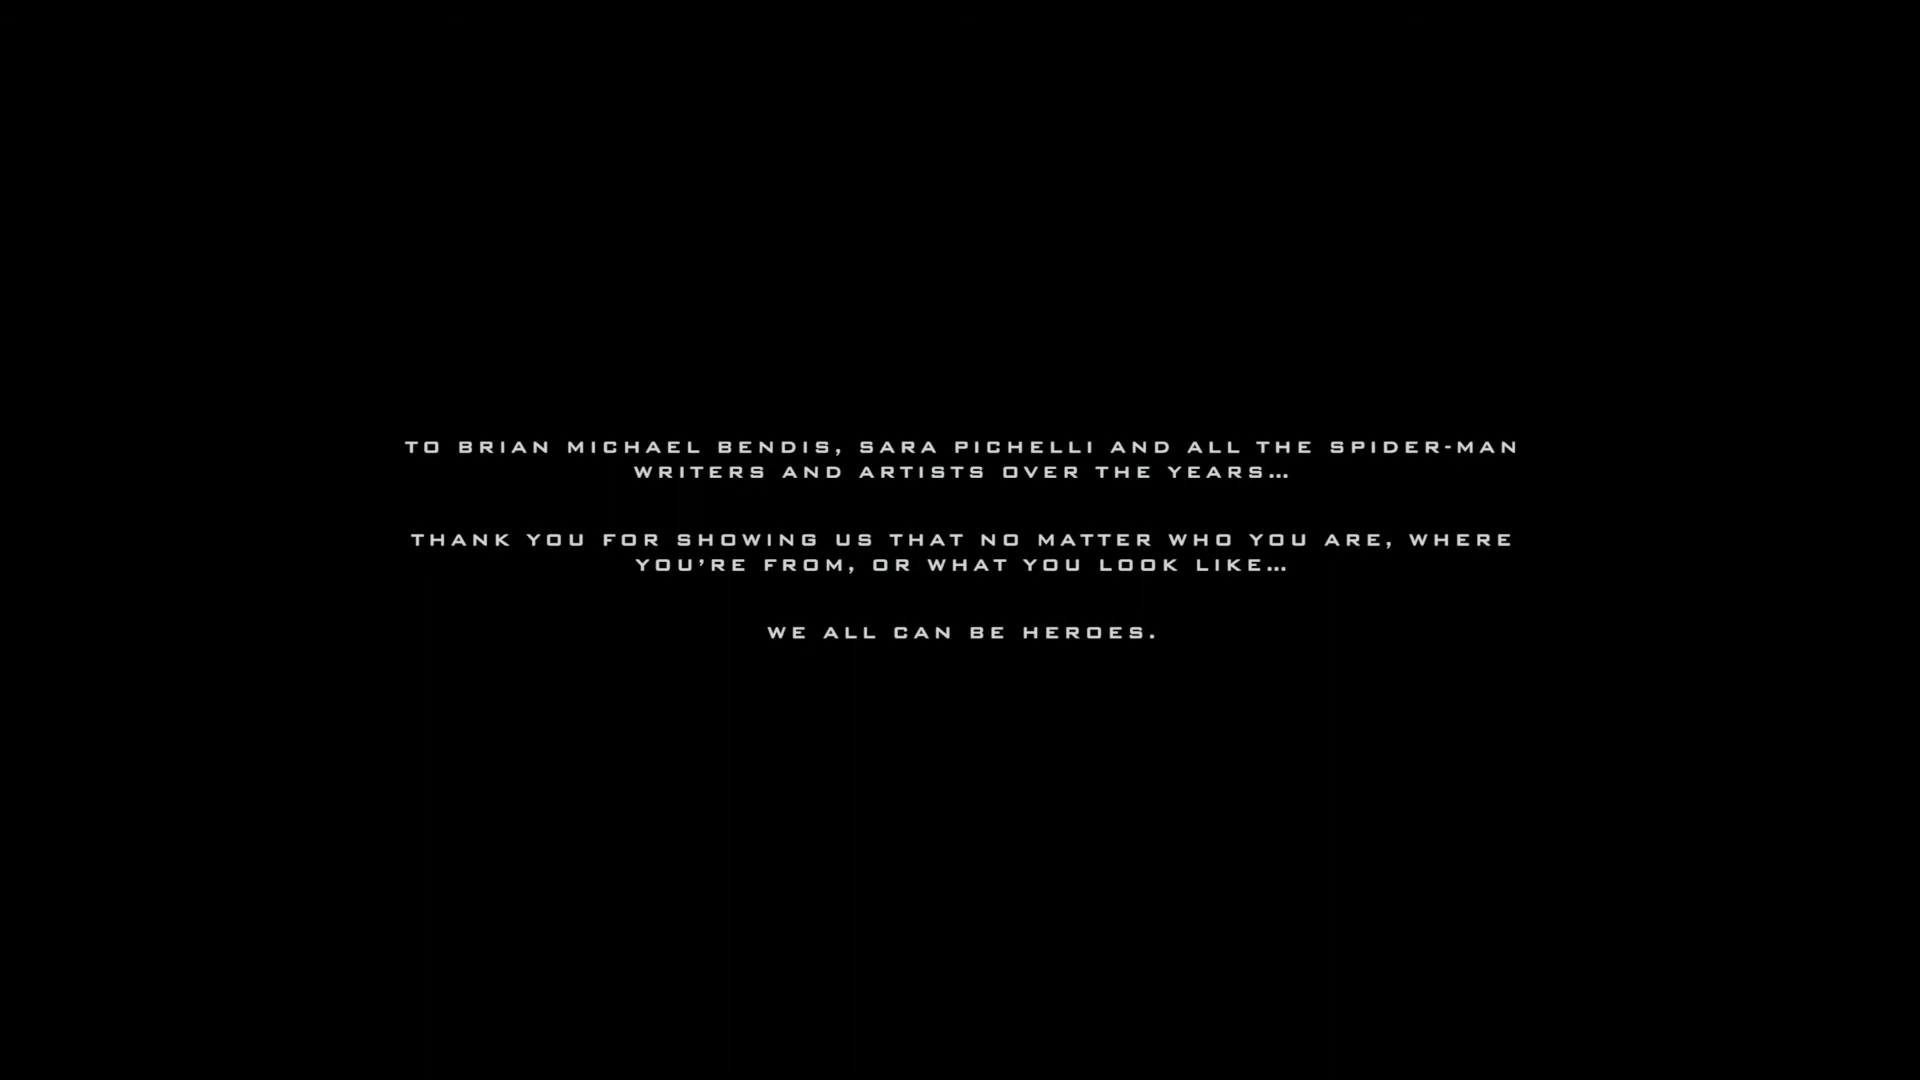 TO BRIAN MICHAEL BENDIS, SARA PICHELLI AND ALL THE SPIDER-MAN
WRITERS AND ARTISTS OVER THE YEARS…
THANK YOU FOR SHOWING US THAT NO MATTER WHO YOU ARE, WHERE
YOU’RE FROM, OR WHAT YOU LOOK LIKE…
WE ALL CAN BE HEROES.